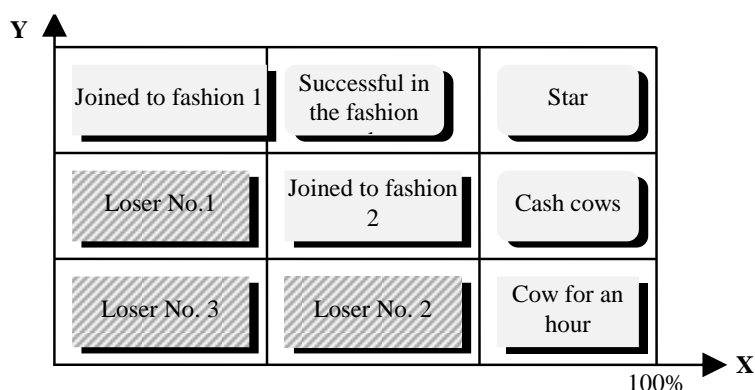 Y
Joined to fashion 1
Successful in
the fashion
Star
Loser No.1
Joined to fashion
2
Cash cows
Loser No. 3
Loser No. 2
Cow for an
hour
X
100%